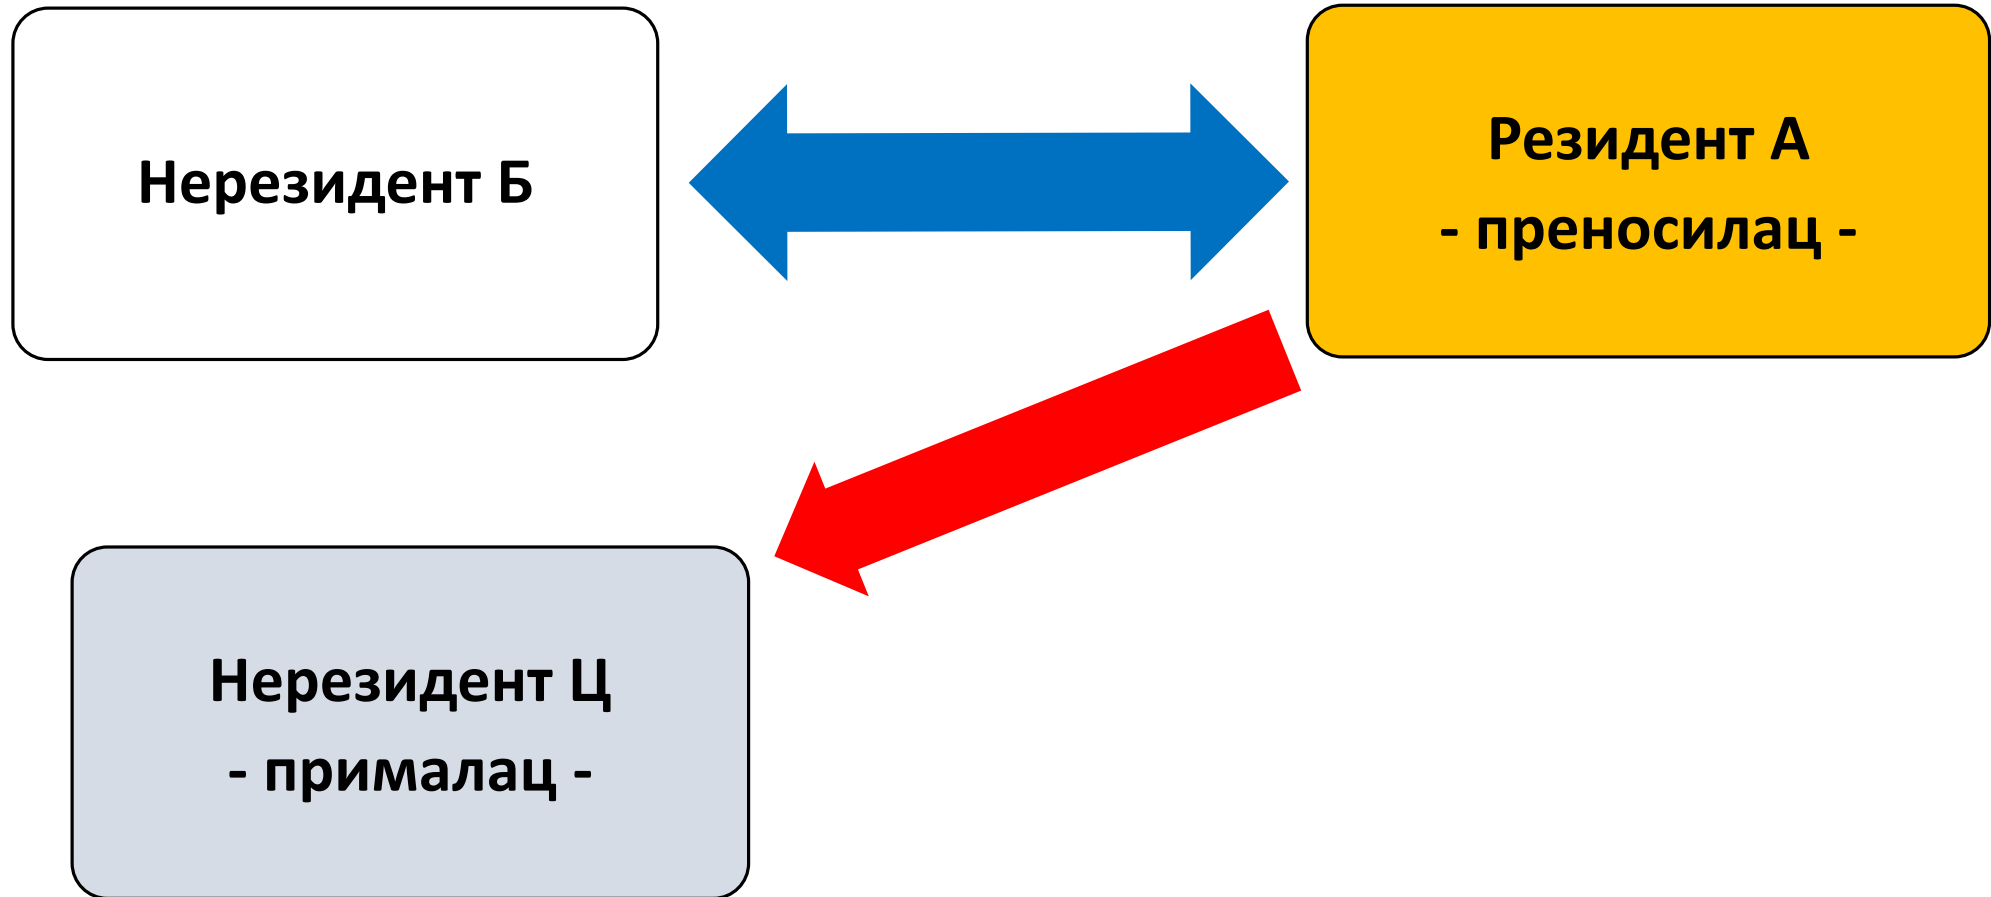 Нерезидент Б
Резидент А
- преносилац -
Нерезидент Ц
- прималац -